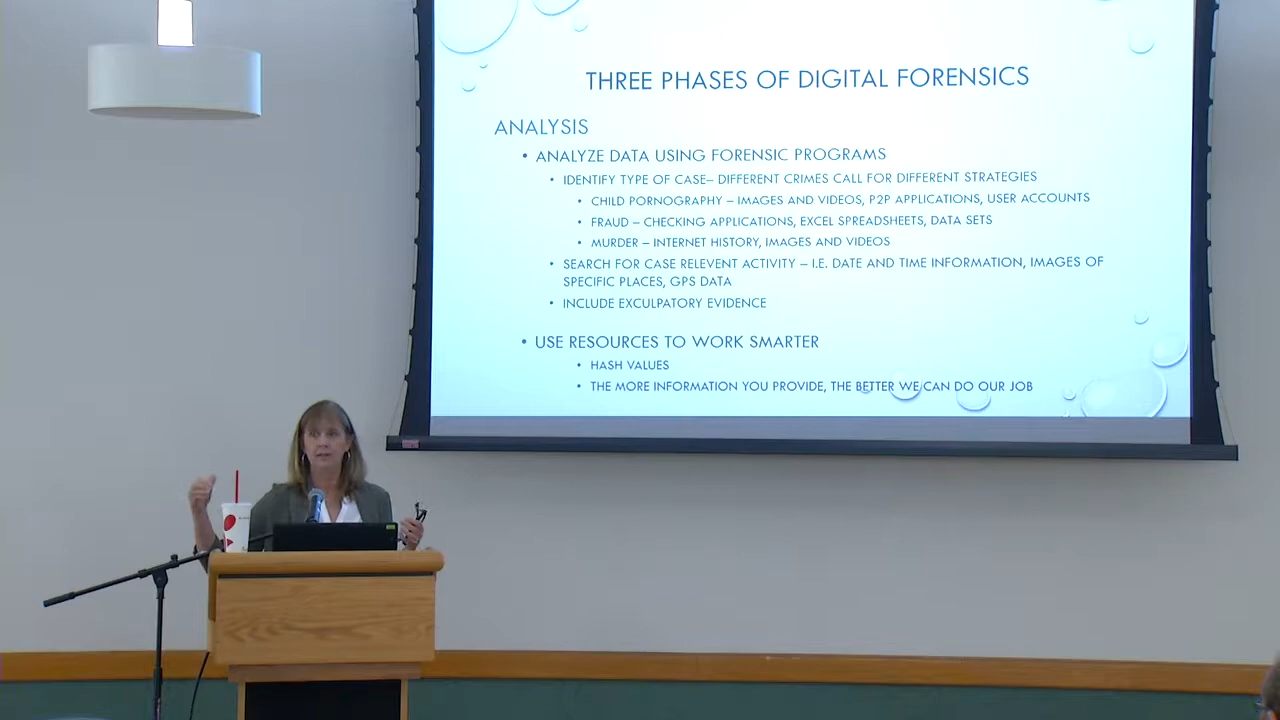 THREE PHASES OF DIGITAL FORENSICS
ANALYSIS
• ANALYZE DATA USING FORENSIC PROGRAMS
• IDENTIFY TYPE OF CASE– DIFFERENT CRIMES CALL FOR DIFFERENT STRATEGIES
• CHILD PORNOGRAPHY – IMAGES AND VIDEOS, P2P APPLICATIONS, USER ACCOUNTS
• FRAUD – CHECKING APPLICATIONS, EXCEL SPREADSHEETS, DATA SETS
• MURDER – INTERNET HISTORY, IMAGES AND VIDEOS
• SEARCH FOR CASE RELEVENT ACTIVITY – I.E. DATE AND TIME INFORMATION, IMAGES OF
SPECIFIC PLACES, GPS DATA
• INCLUDE EXCULPATORY EVIDENCE
• USE RESOURCES TO WORK SMARTER
• HASH VALUES
• THE MORE INFORMATION YOU PROVIDE, THE BETTER WE CAN DO OUR JOB